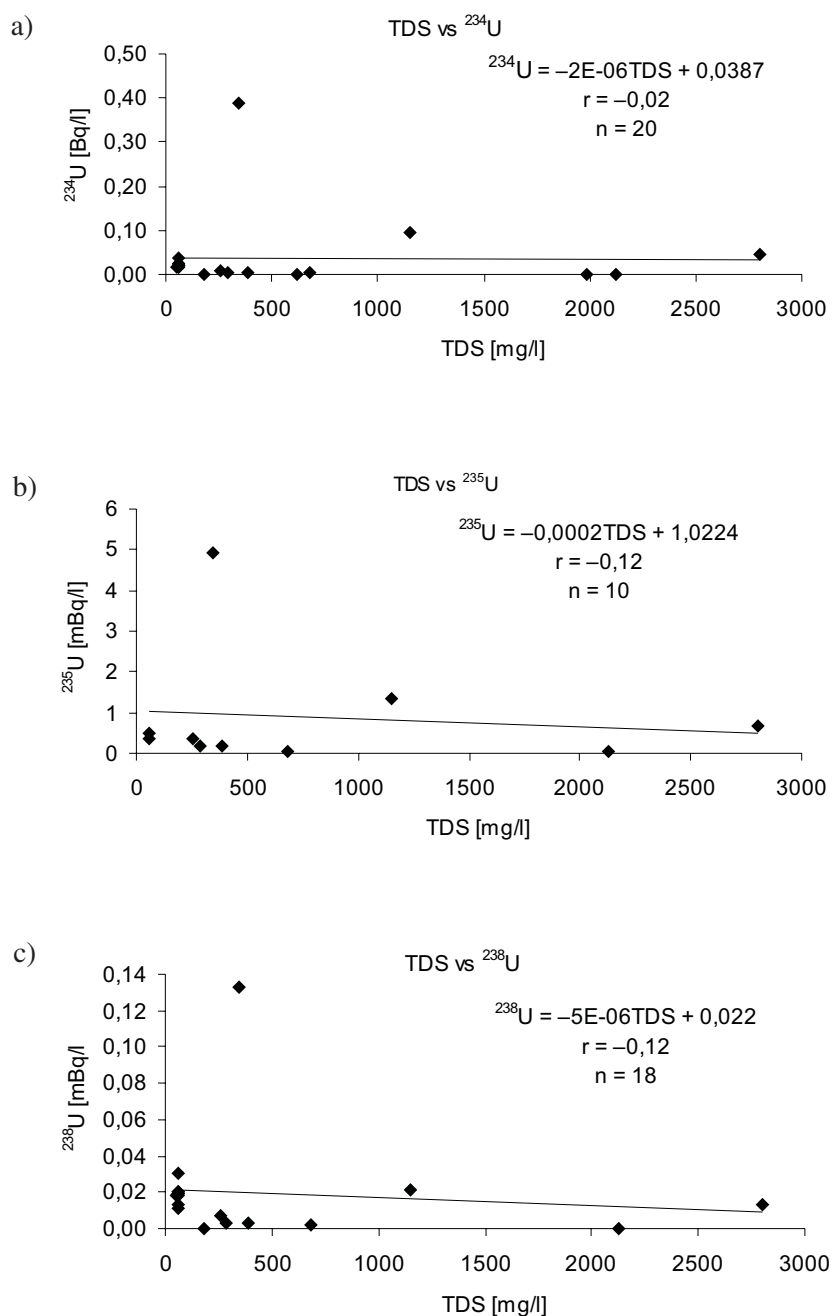 a)
TDS vs ²³⁴U
²³⁴U = –2E-06TDS + 0,0387
r = –0,02
n = 20
²³⁴U [Bq/l]
0,50
0,40
0,30
0,20
0,10
0,00
0 500 1000 1500 2000 2500 3000
TDS [mg/l]
b)
TDS vs ²³⁵U
²³⁵U = –0,0002TDS + 1,0224
r = –0,12
n = 10
²³⁵U [mBq/l]
6
5
4
3
2
1
0
0 500 1000 1500 2000 2500 3000
TDS [mg/l]
c)
TDS vs ²³⁸U
²³⁸U = –5E-06TDS + 0,022
r = –0,12
n = 18
²³⁸U [mBq/l]
0,14
0,12
0,10
0,08
0,06
0,04
0,02
0,00
0 500 1000 1500 2000 2500 3000
TDS [mg/l]